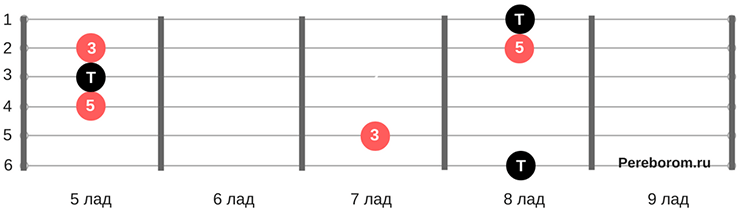 1 T
2 3 5
3 T
4 5
5 3
6 T Pereborom.ru
5 лад 6 лад 7 лад 8 лад 9 лад